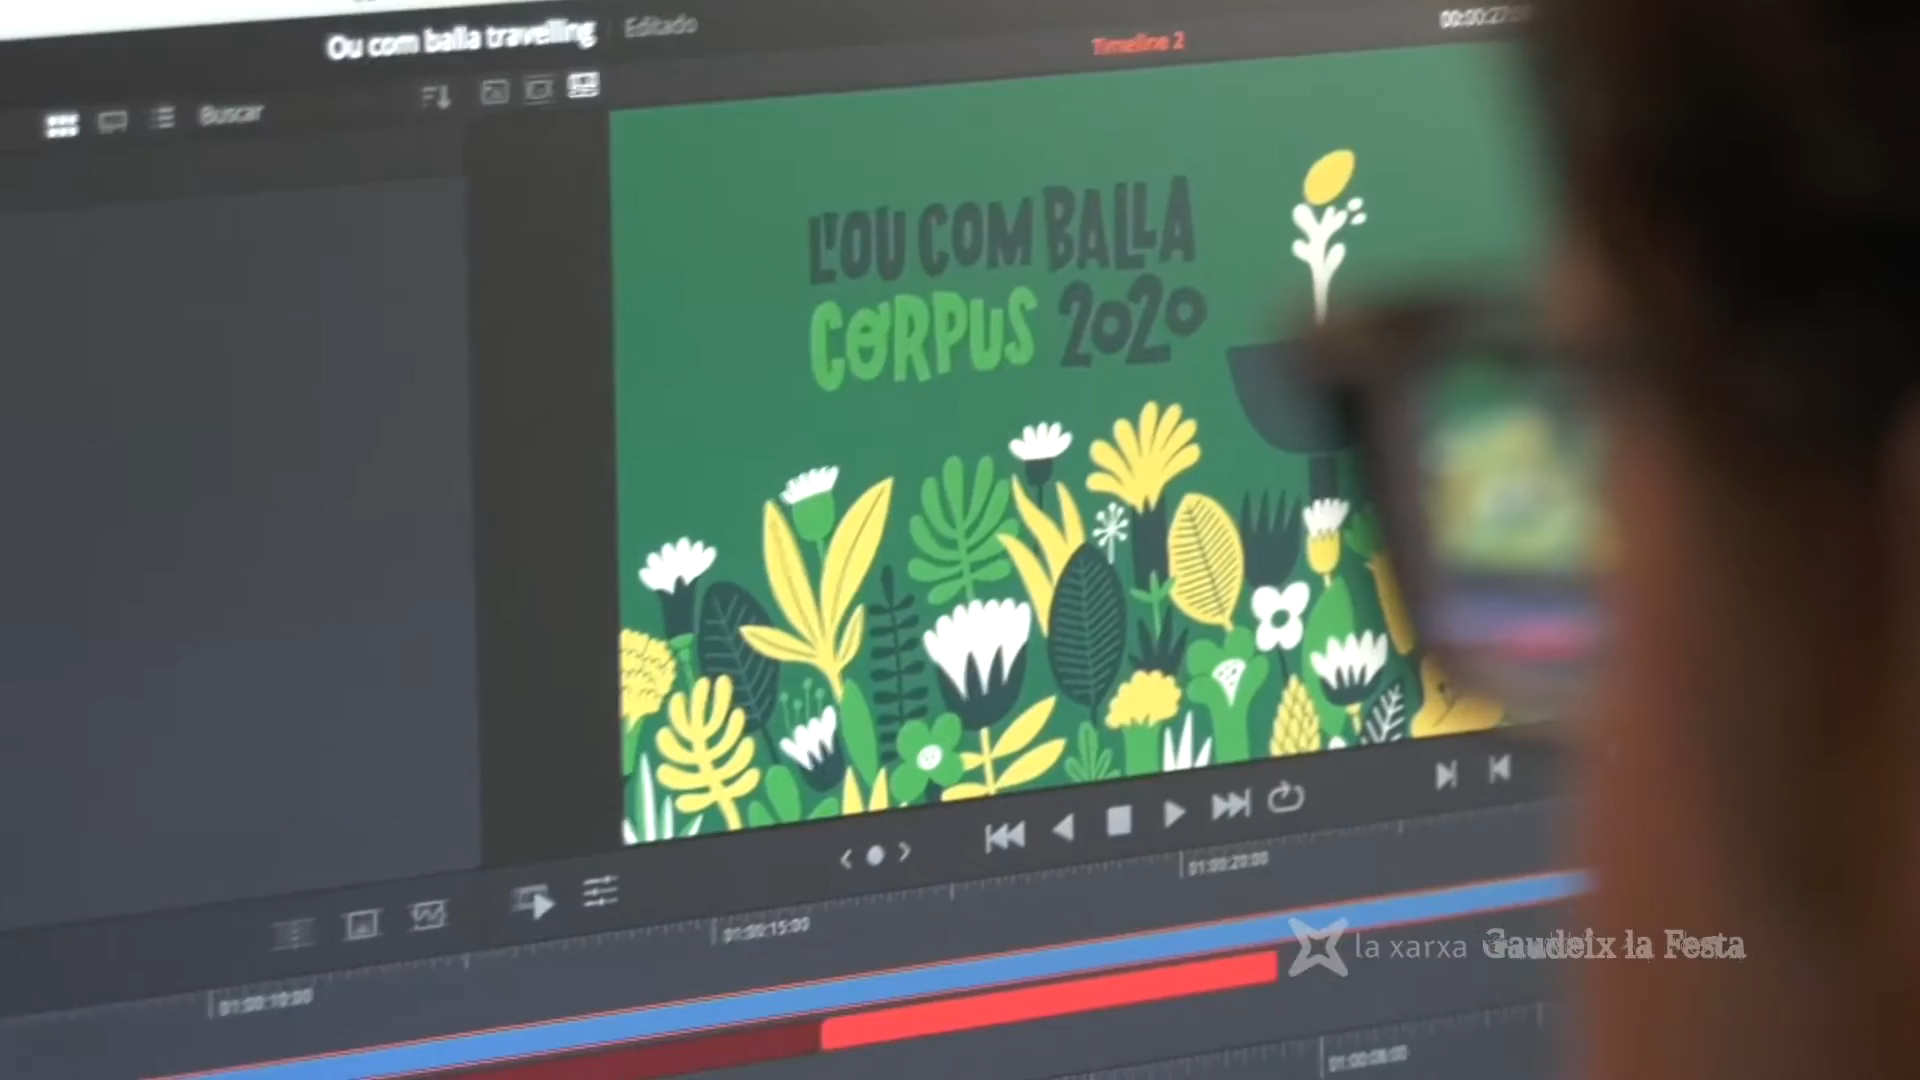 Ou com balla travelling
Editado
Timeline 2
Buscar
L'OU COM BALLA
CORPUS 2020
01:00:20:00
01:00:15:00
01:00:10:00
la xarxa Gaudeix la Festa